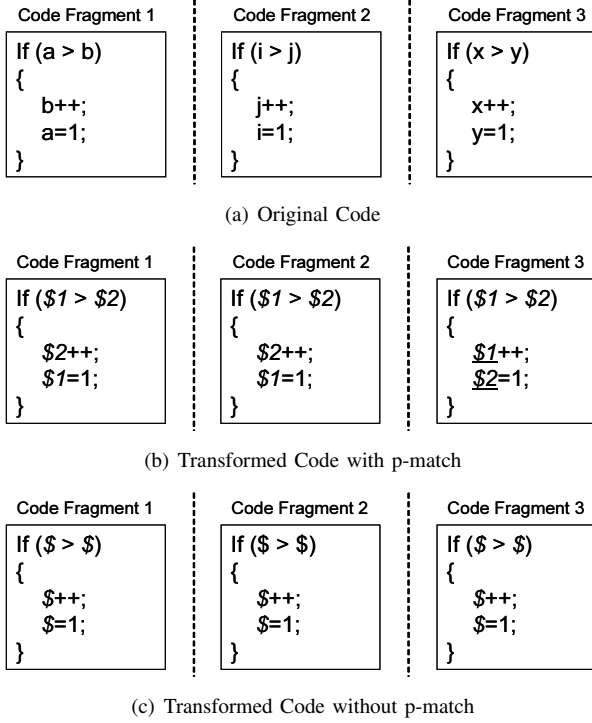 Code Fragment 1
If (a > b)
{
b++;
a=1;
}
Code Fragment 2
If (i > j)
{
j++;
i=1;
}
Code Fragment 3
If (x > y)
{
x++;
y=1;
}
(a) Original Code
Code Fragment 1
If ($1 > $2)
{
$2++;
$1=1;
}
Code Fragment 2
If ($1 > $2)
{
$2++;
$1=1;
}
Code Fragment 3
If ($1 > $2)
{
$1++;
$2=1;
}
(b) Transformed Code with p-match
Code Fragment 1
If ($ > $)
{
$++;
$=1;
}
Code Fragment 2
If ($ > $)
{
$++;
$=1;
}
Code Fragment 3
If ($ > $)
{
$++;
$=1;
}
(c) Transformed Code without p-match